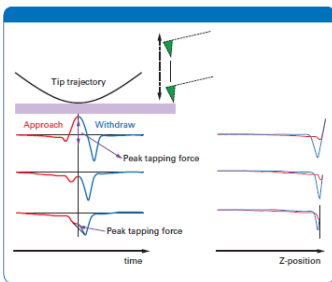 Tip trajectory
Approach
Withdraw
Peak tapping force
Peak tapping force
time
Z-position